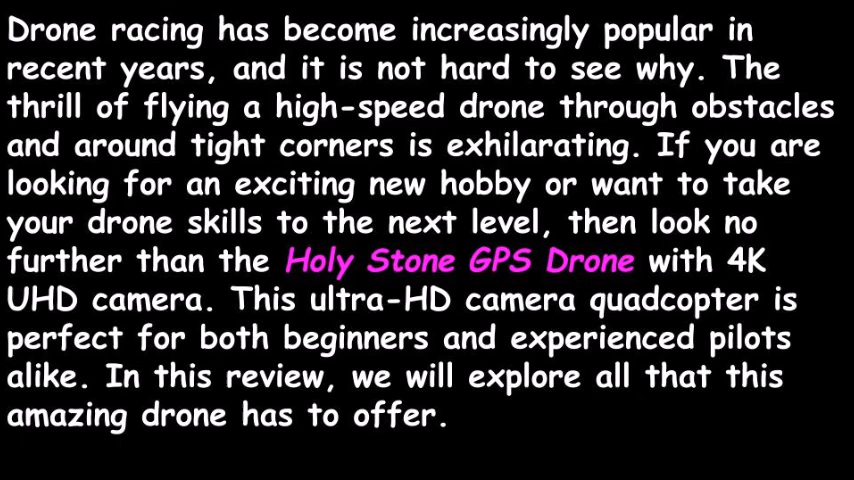 Drone racing has become increasingly popular in
recent years, and it is not hard to see why. The
thrill of flying a high-speed drone through obstacles
and around tight corners is exhilarating. If you are
looking for an exciting new hobby or want to take
your drone skills to the next level, then look no
further than the Holy Stone GPS Drone with 4K
UHD camera. This ultra-HD camera quadcopter is
perfect for both beginners and experienced pilots
alike. In this review, we will explore all that this
amazing drone has to offer.